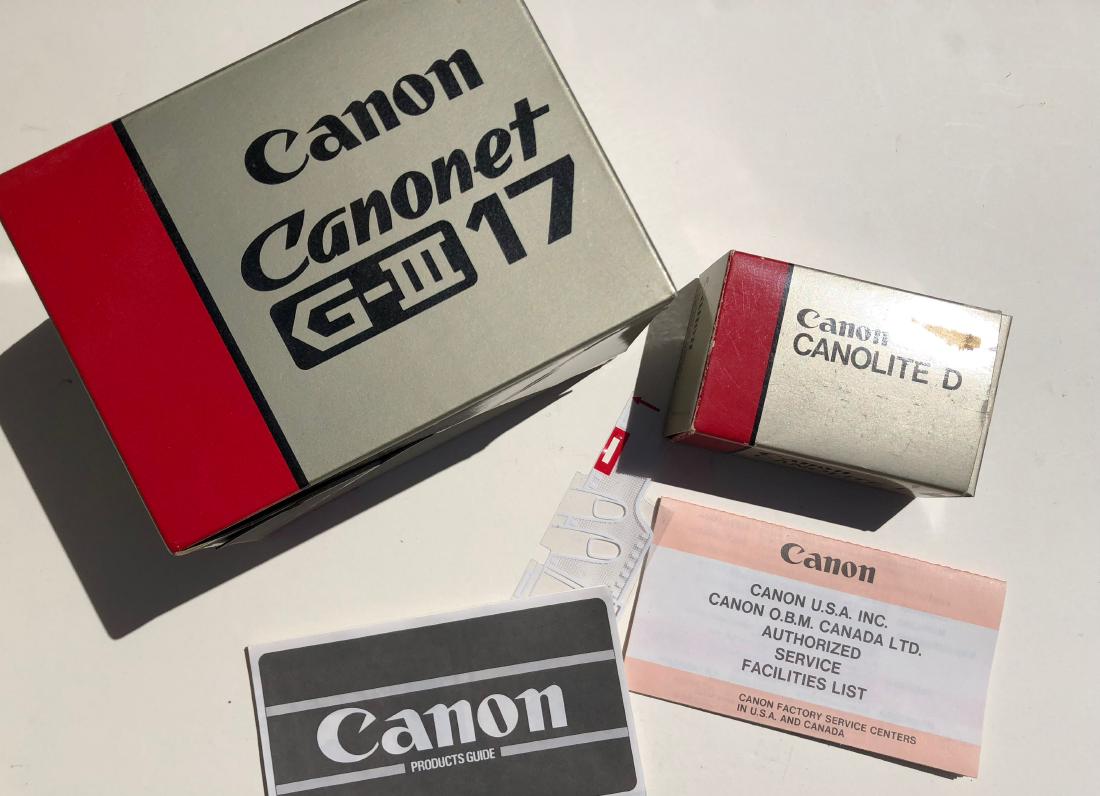 Canon
Canonet
G-III 17
Canon
CANOLITE D
Canon
CANON U.S.A. INC.
CANON O.B.M. CANADA LTD.
AUTHORIZED
SERVICE
FACILITIES LIST
CANON FACTORY SERVICE CENTERS
IN U.S.A. AND CANADA
Canon
PRODUCTS GUIDE